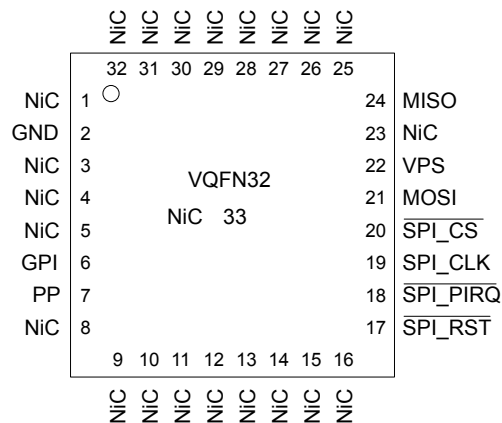 NiC NiC NiC NiC NiC NiC NiC NiC
32 31 30 29 28 27 26 25
NiC 1 24 MISO
GND 2 23 NiC
NiC 3 22 VPS
NiC 4 21 MOSI
VQFN32
NiC 33
NiC 5 20 SPI_CS
GPI 6 19 SPI_CLK
PP 7 18 SPI_PIRQ
NiC 8 17 SPI_RST
9 10 11 12 13 14 15 16
NiC NiC NiC NiC NiC NiC NiC NiC